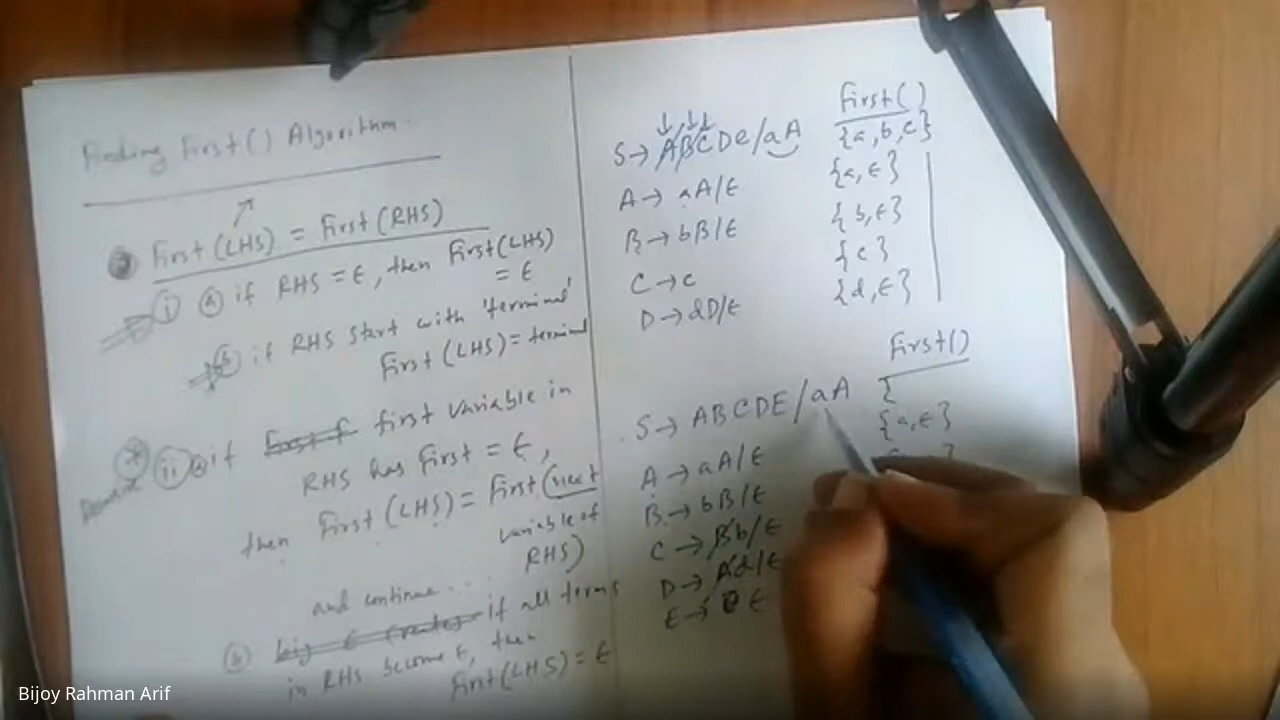 Finding First() Algorithm
First(LHS) = First(RHS)
i a if RHS = ε, then First(LHS)
= ε
b if RHS start with 'terminal'
First(LHS) = terminal
ii a if first variable in
RHS has First = ε,
then First(LHS) = First(next
variable of
RHS)
and continue...
b if all terms
in RHS become ε, then
First(LHS) = ε
First()
S → ABCDe/aA {a,b,c}
A → aA/ε {a,ε}
B → bB/ε {b,ε}
C → c {c}
D → dD/ε {d,ε}
First()
S → ABCDE/aA {
A → aA/ε {a,ε}
B → bB/ε
C → Bb/ε
D → Ad/ε
E → ε
Bijoy Rahman Arif